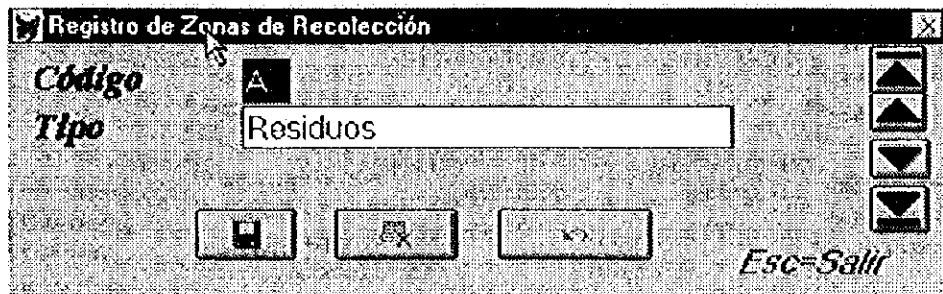 Registro de Zonas de Recolección
Código A
Tipo Residuos
Esc=Salir